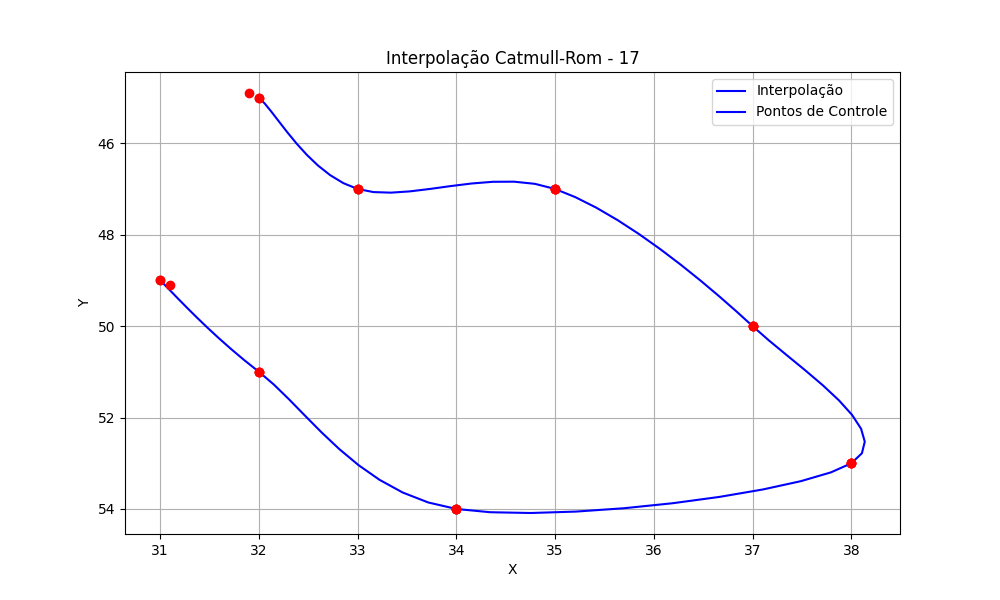 Interpolação Catmull-Rom - 17
Interpolação
Pontos de Controle
46
48
50
52
54
Y
31 32 33 34 35 36 37 38
X